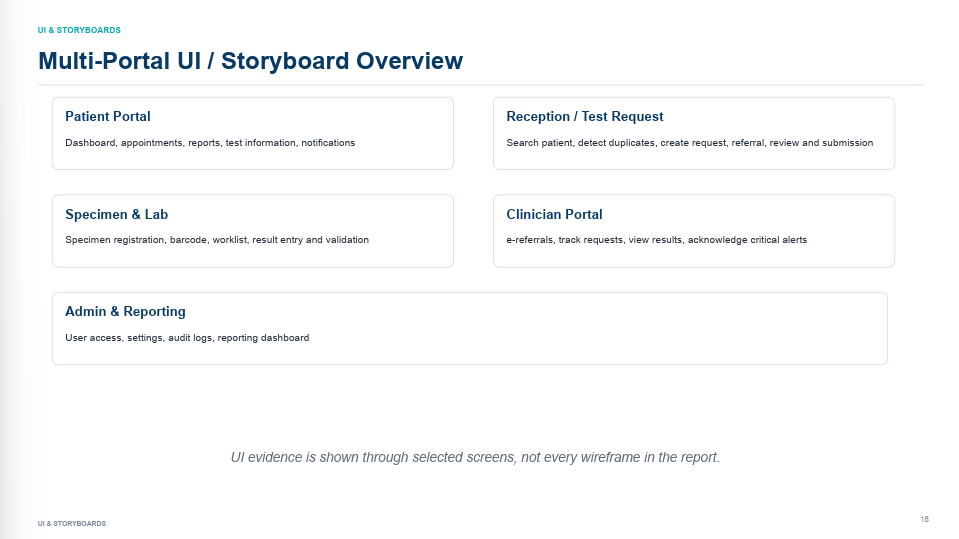 UI & STORYBOARDS
Multi-Portal UI / Storyboard Overview
Patient Portal
Dashboard, appointments, reports, test information, notifications
Reception / Test Request
Search patient, detect duplicates, create request, referral, review and submission
Specimen & Lab
Specimen registration, barcode, worklist, result entry and validation
Clinician Portal
e-referrals, track requests, view results, acknowledge critical alerts
Admin & Reporting
User access, settings, audit logs, reporting dashboard
UI evidence is shown through selected screens, not every wireframe in the report.
UI & STORYBOARDS
18